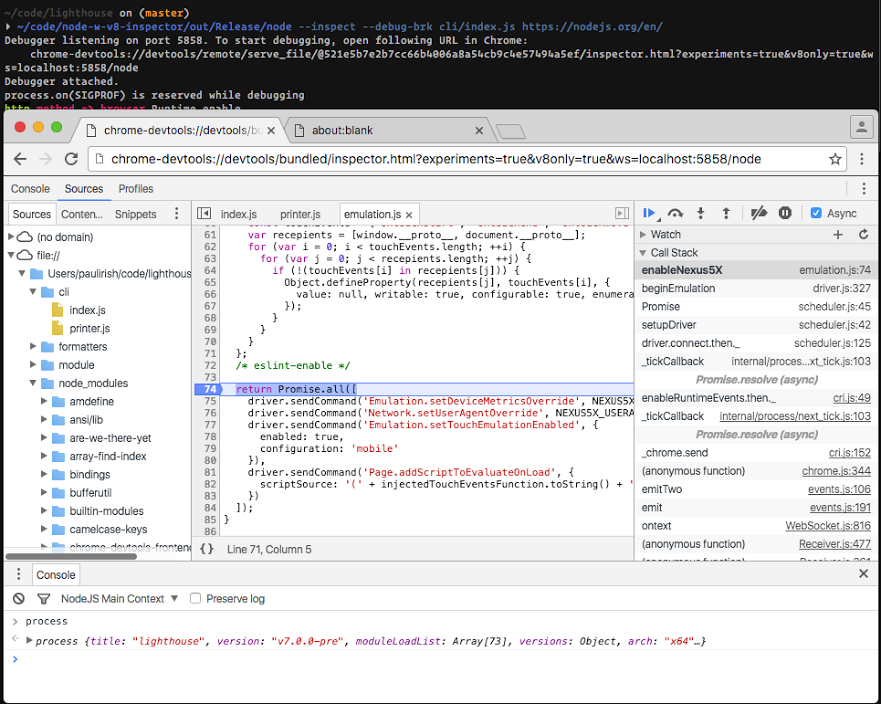 ~/code/lighthouse on (master)
~/code/node-w-v8-inspector/out/Release/node --inspect --debug-brk cli/index.js https://nodejs.org/en/
Debugger listening on port 5858. To start debugging, open following URL in Chrome:
chrome-devtools://devtools/remote/serve_file/@521e5b7e2b7cc66b4006a8a54cb9c4e57494a5ef/inspector.html?experiments=true&v8only=true&w
s=localhost:5858/node
Debugger attached.
process.on(SIGPROF) is reserved while debugging
http method => browser Runtime.enable
chrome-devtools://devtools/bu
about:blank
chrome-devtools://devtools/bundled/inspector.html?experiments=true&v8only=true&ws=localhost:5858/node
Console Sources Profiles
Sources Conten... Snippets
index.js printer.js emulation.js
Async
(no domain)
file://
Users/paulirish/code/lighthous
cli
index.js
printer.js
formatters
module
node_modules
amdefine
ansi/lib
are-we-there-yet
array-find-index
bindings
bufferutil
builtin-modules
camelcase-keys
chrome-devtools-frontend
61 var recepients = [window.__proto__, document.__proto__];
62 for (var i = 0; i < touchEvents.length; ++i) {
63 for (var j = 0; j < recepients.length; ++j) {
64 if (!(touchEvents[i] in recepients[j])) {
65 Object.defineProperty(recepients[j], touchEvents[i], {
66 value: null, writable: true, configurable: true, enumera
67 });
68 }
69 }
70 }
71 };
72 /* eslint-enable */
73
74 return Promise.all([
75 driver.sendCommand('Emulation.setDeviceMetricsOverride', NEXUS5X
76 driver.sendCommand('Network.setUserAgentOverride', NEXUS5X_USERA
77 driver.sendCommand('Emulation.setTouchEmulationEnabled', {
78 enabled: true,
79 configuration: 'mobile'
80 }),
81 driver.sendCommand('Page.addScriptToEvaluateOnLoad', {
82 scriptSource: '(' + injectedTouchEventsFunction.toString() + '
83 })
84 ]);
85 }
86
{} Line 71, Column 5
Watch
Call Stack
enableNexus5X emulation.js:74
beginEmulation driver.js:327
Promise scheduler.js:45
setupDriver scheduler.js:42
driver.connect.then._ scheduler.js:125
_tickCallback internal/proces...xt_tick.js:103
Promise.resolve (async)
enableRuntimeEvents.then._ cri.js:49
_tickCallback internal/process/next_tick.js:103
Promise.resolve (async)
_chrome.send cri.js:152
(anonymous function) chrome.js:344
emitTwo events.js:106
emit events.js:191
ontext WebSocket.js:816
(anonymous function) Receiver.js:477
(anonymous function) Receiver.js:361
Console
NodeJS Main Context Preserve log
process
process {title: "lighthouse", version: "v7.0.0-pre", moduleLoadList: Array[73], versions: Object, arch: "x64"…}